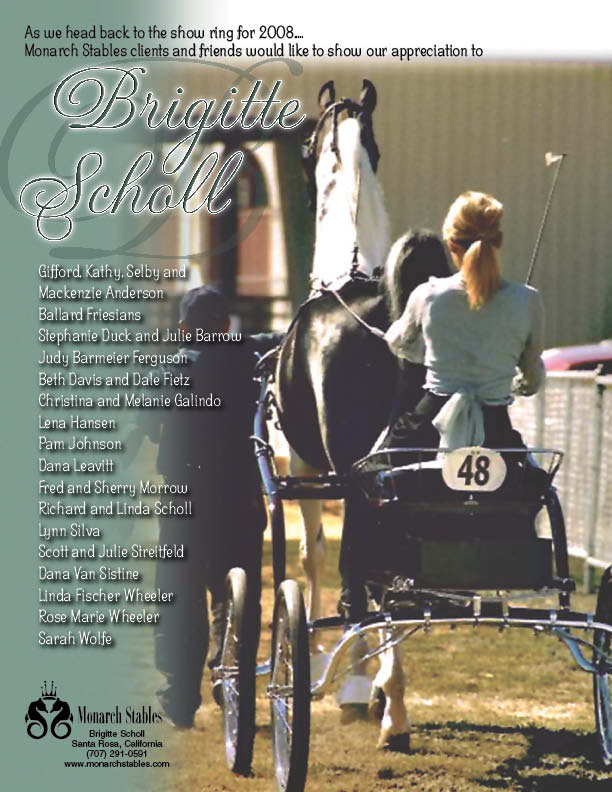 As we head back to the show ring for 2008....
Monarch Stables clients and friends would like to show our appreciation to
Brigitte
Scholl
Gifford, Kathy, Selby and
Mackenzie Anderson
Ballard Friesians
Stephanie Duck and Julie Barrow
Judy Barmeier Ferguson
Beth Davis and Dale Fietz
Christina and Melanie Galindo
Lena Hansen
Pam Johnson
Dana Leavitt
Fred and Sherry Morrow
Richard and Linda Scholl
Lynn Silva
Scott and Julie Streitfeld
Dana Van Sistine
Linda Fischer Wheeler
Rose Marie Wheeler
Sarah Wolfe
48
Monarch Stables
Brigitte Scholl
Santa Rosa, California
(707) 291-0591
www.monarchstables.com